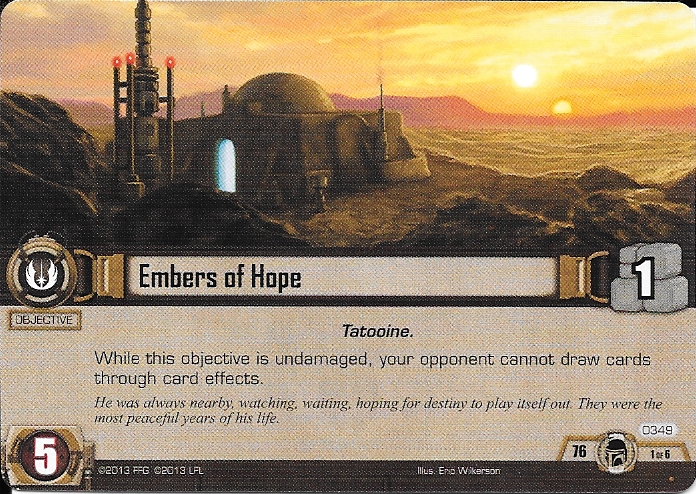 Embers of Hope
1
OBJECTIVE
Tatooine.
While this objective is undamaged, your opponent cannot draw cards
through card effects.
He was always nearby, watching, waiting, hoping for destiny to play itself out. They were the
most peaceful years of his life.
0349
5
76
1 OF 6
©2013 FFG ©2013 LFL
Illus. Eric Wilkerson